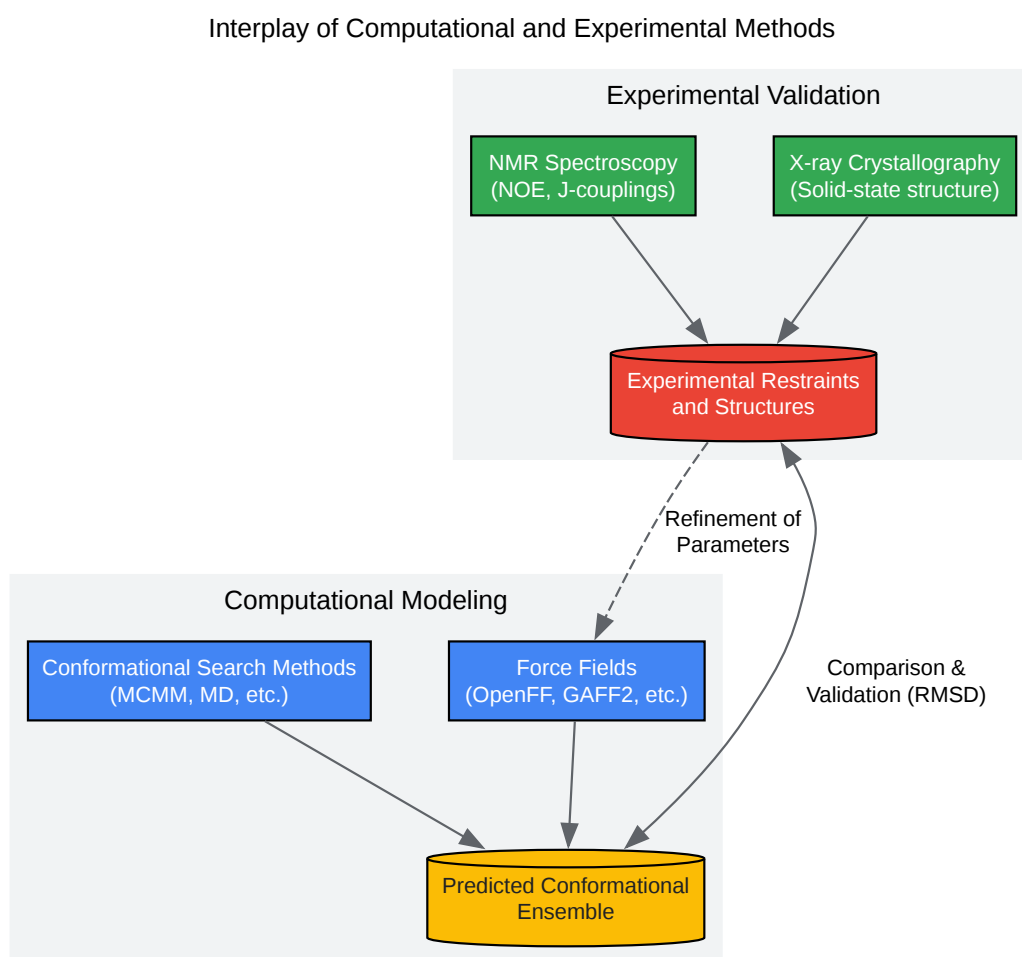 Interplay of Computational and Experimental Methods
Experimental Validation
NMR Spectroscopy
(NOE, J-couplings)
X-ray Crystallography
(Solid-state structure)
Experimental Restraints
and Structures
Refinement of
Parameters
Computational Modeling
Conformational Search Methods
(MCMM, MD, etc.)
Force Fields
(OpenFF, GAFF2, etc.)
Comparison &
Validation (RMSD)
Predicted Conformational
Ensemble